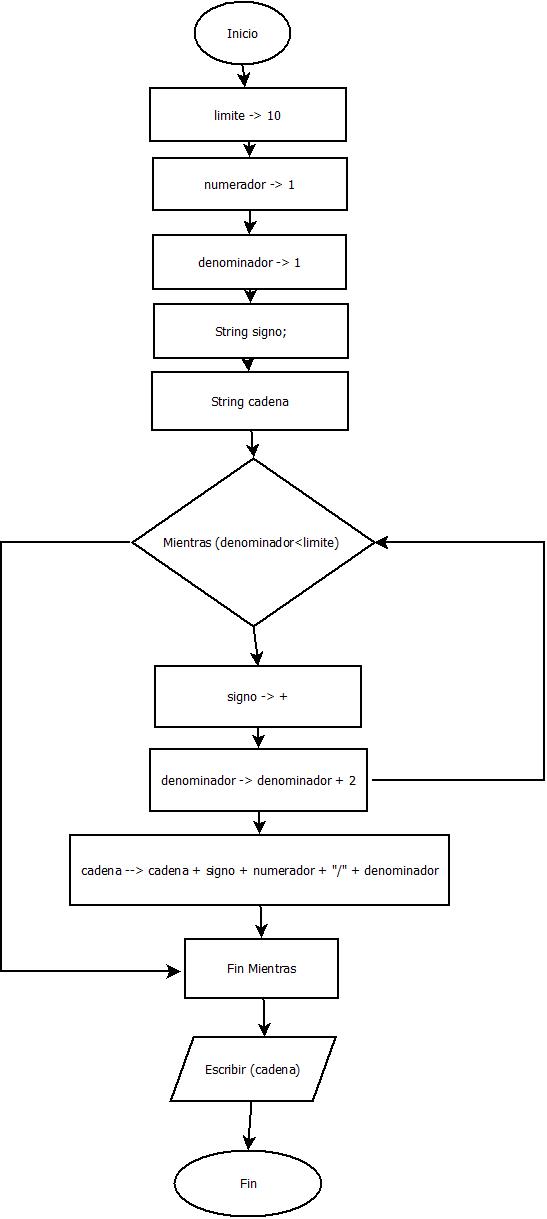 Inicio
limite -> 10
numerador -> 1
denominador -> 1
String signo;
String cadena
Mientras (denominador<limite)
signo -> +
denominador -> denominador + 2
cadena --> cadena + signo + numerador + "/" + denominador
Fin Mientras
Escribir (cadena)
Fin